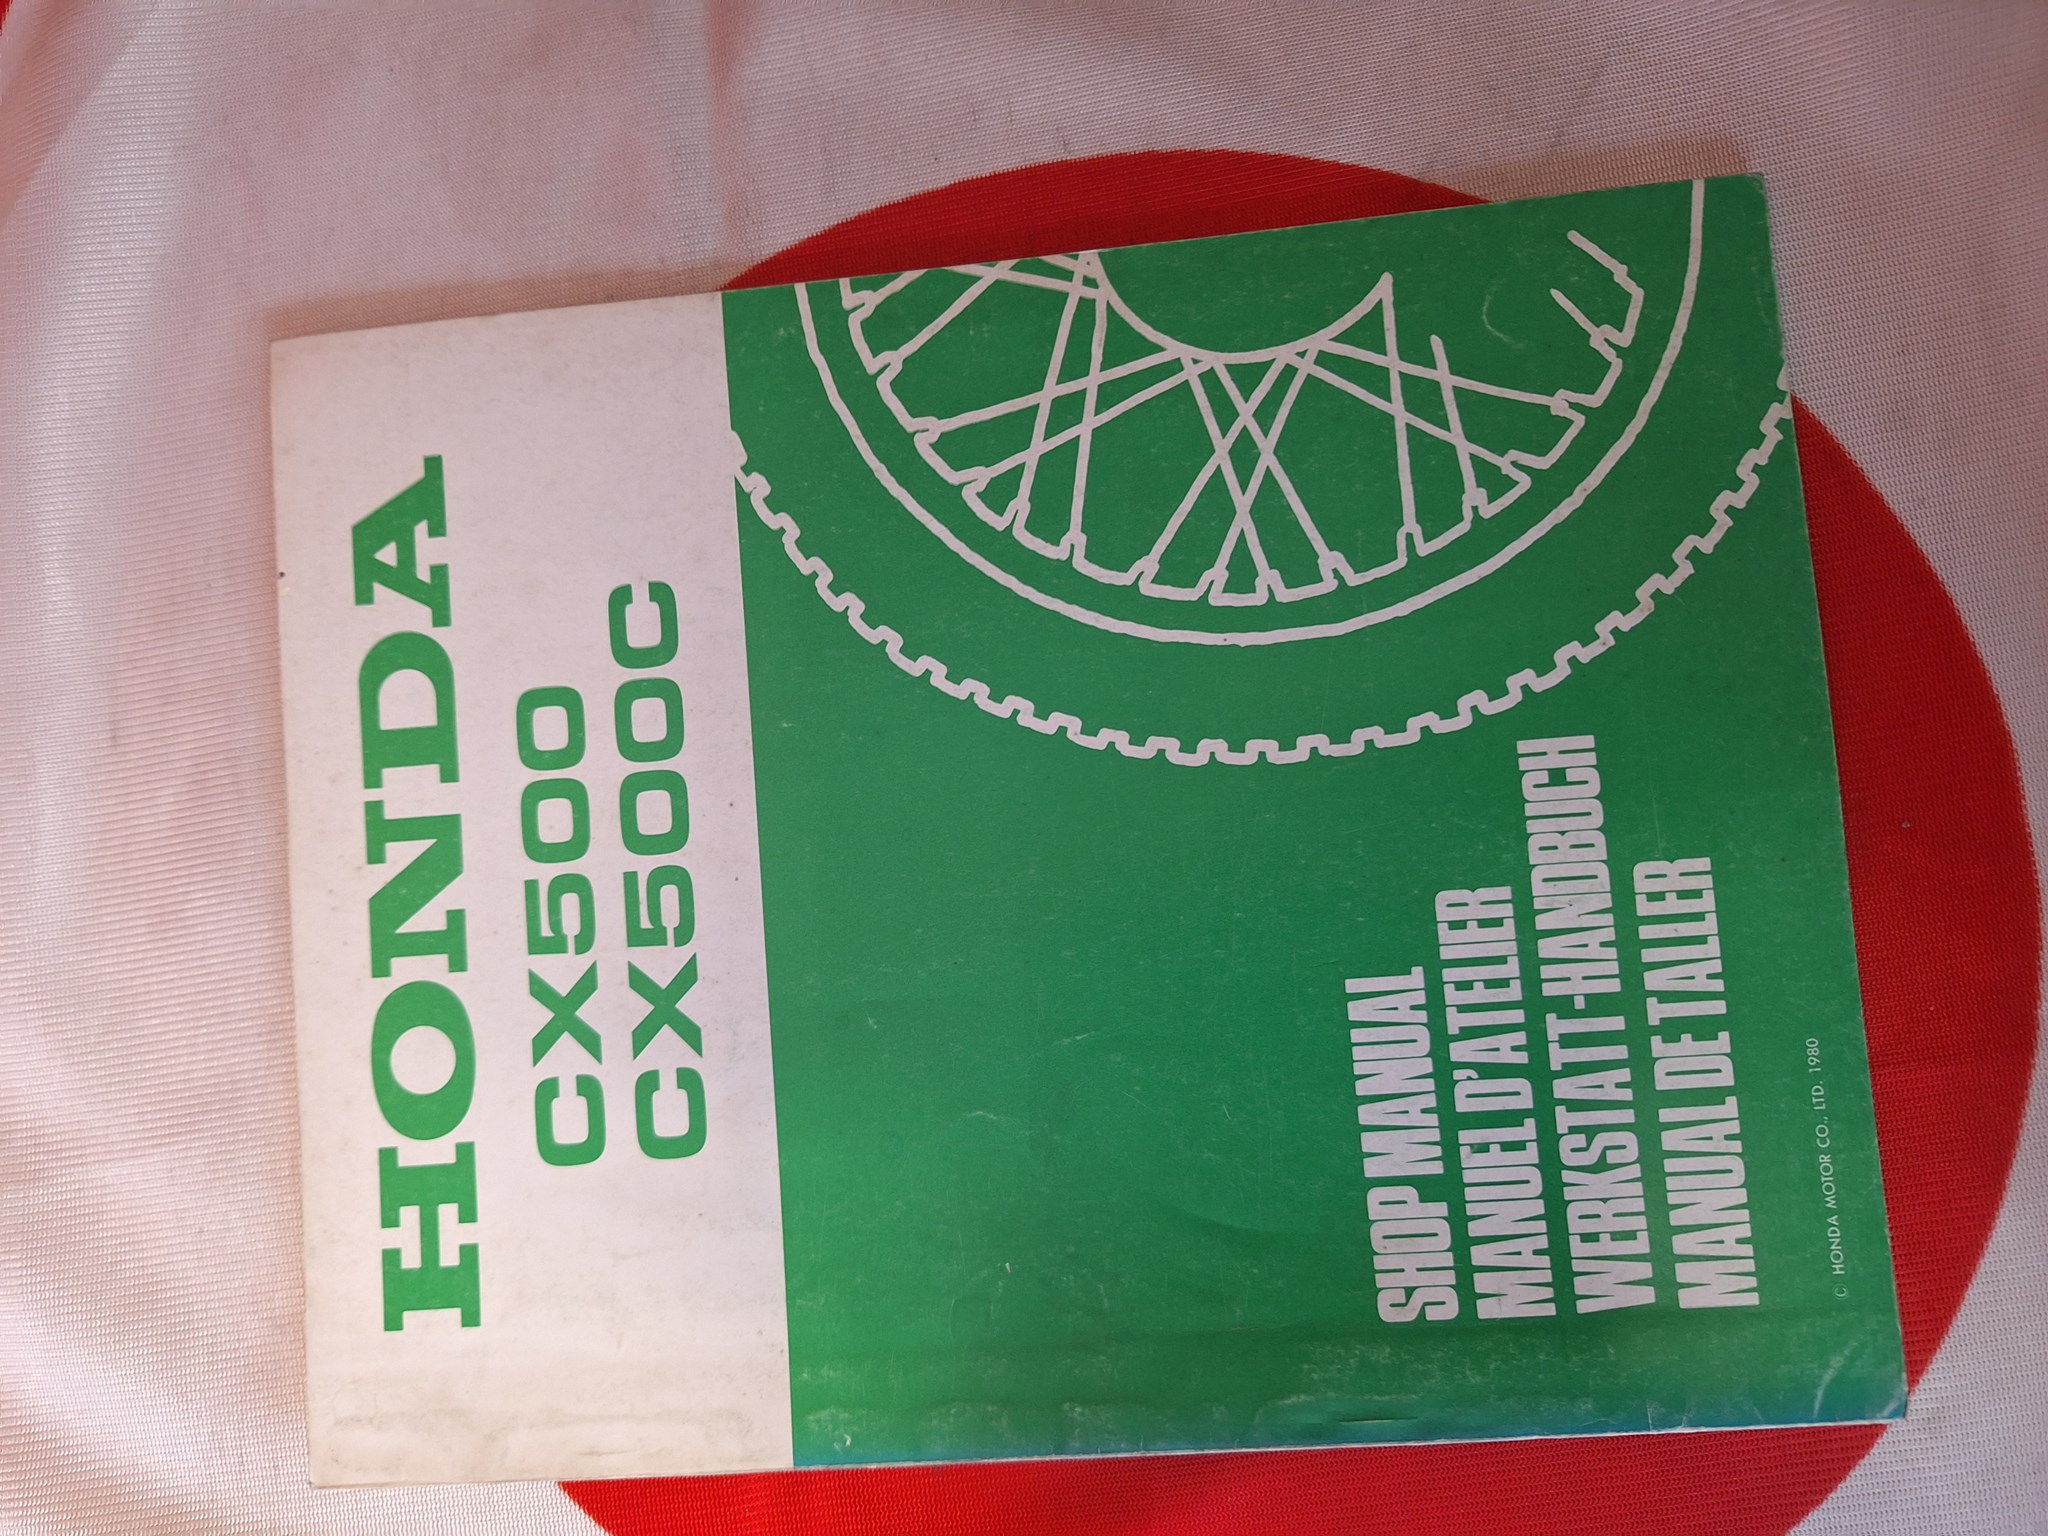 HONDA
CX500
CX500C
SHOP MANUAL
MANUEL D'ATELIER
WERKSTATT-HANDBUCH
MANUAL DE TALLER
C HONDA MOTOR CO., LTD. 1980